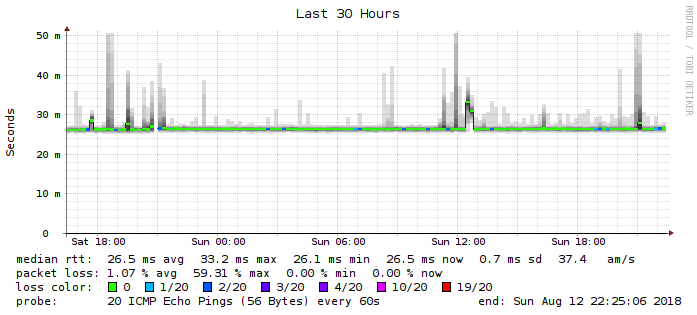 Last 30 Hours
RRDTOOL / TOBI OETIKER
Seconds
50 m
40 m
30 m
20 m
10 m
0
Sat 18:00 Sun 00:00 Sun 06:00 Sun 12:00 Sun 18:00
median rtt: 26.5 ms avg 33.2 ms max 26.1 ms min 26.5 ms now 0.7 ms sd 37.4 am/s
packet loss: 1.07 % avg 59.31 % max 0.00 % min 0.00 % now
loss color: 0 1/20 2/20 3/20 4/20 10/20 19/20
probe: 20 ICMP Echo Pings (56 Bytes) every 60s end: Sun Aug 12 22:25:06 2018